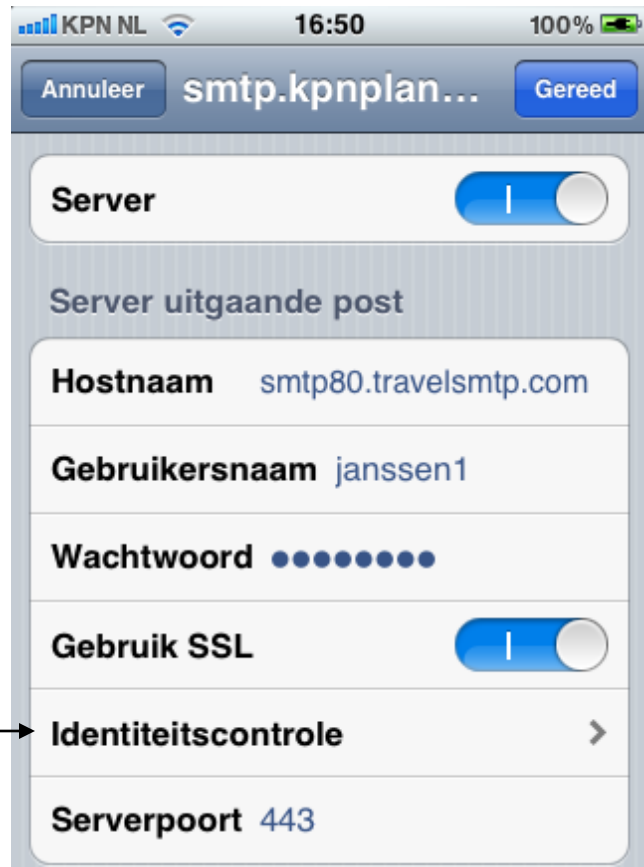 KPN NL 16:50 100%
Annuleer smtp.kpnplan... Gereed
Server
Server uitgaande post
Hostnaam smtp80.travelsmtp.com
Gebruikersnaam janssen1
Wachtwoord ●●●●●●●●
Gebruik SSL
Identiteitscontrole
Serverpoort 443